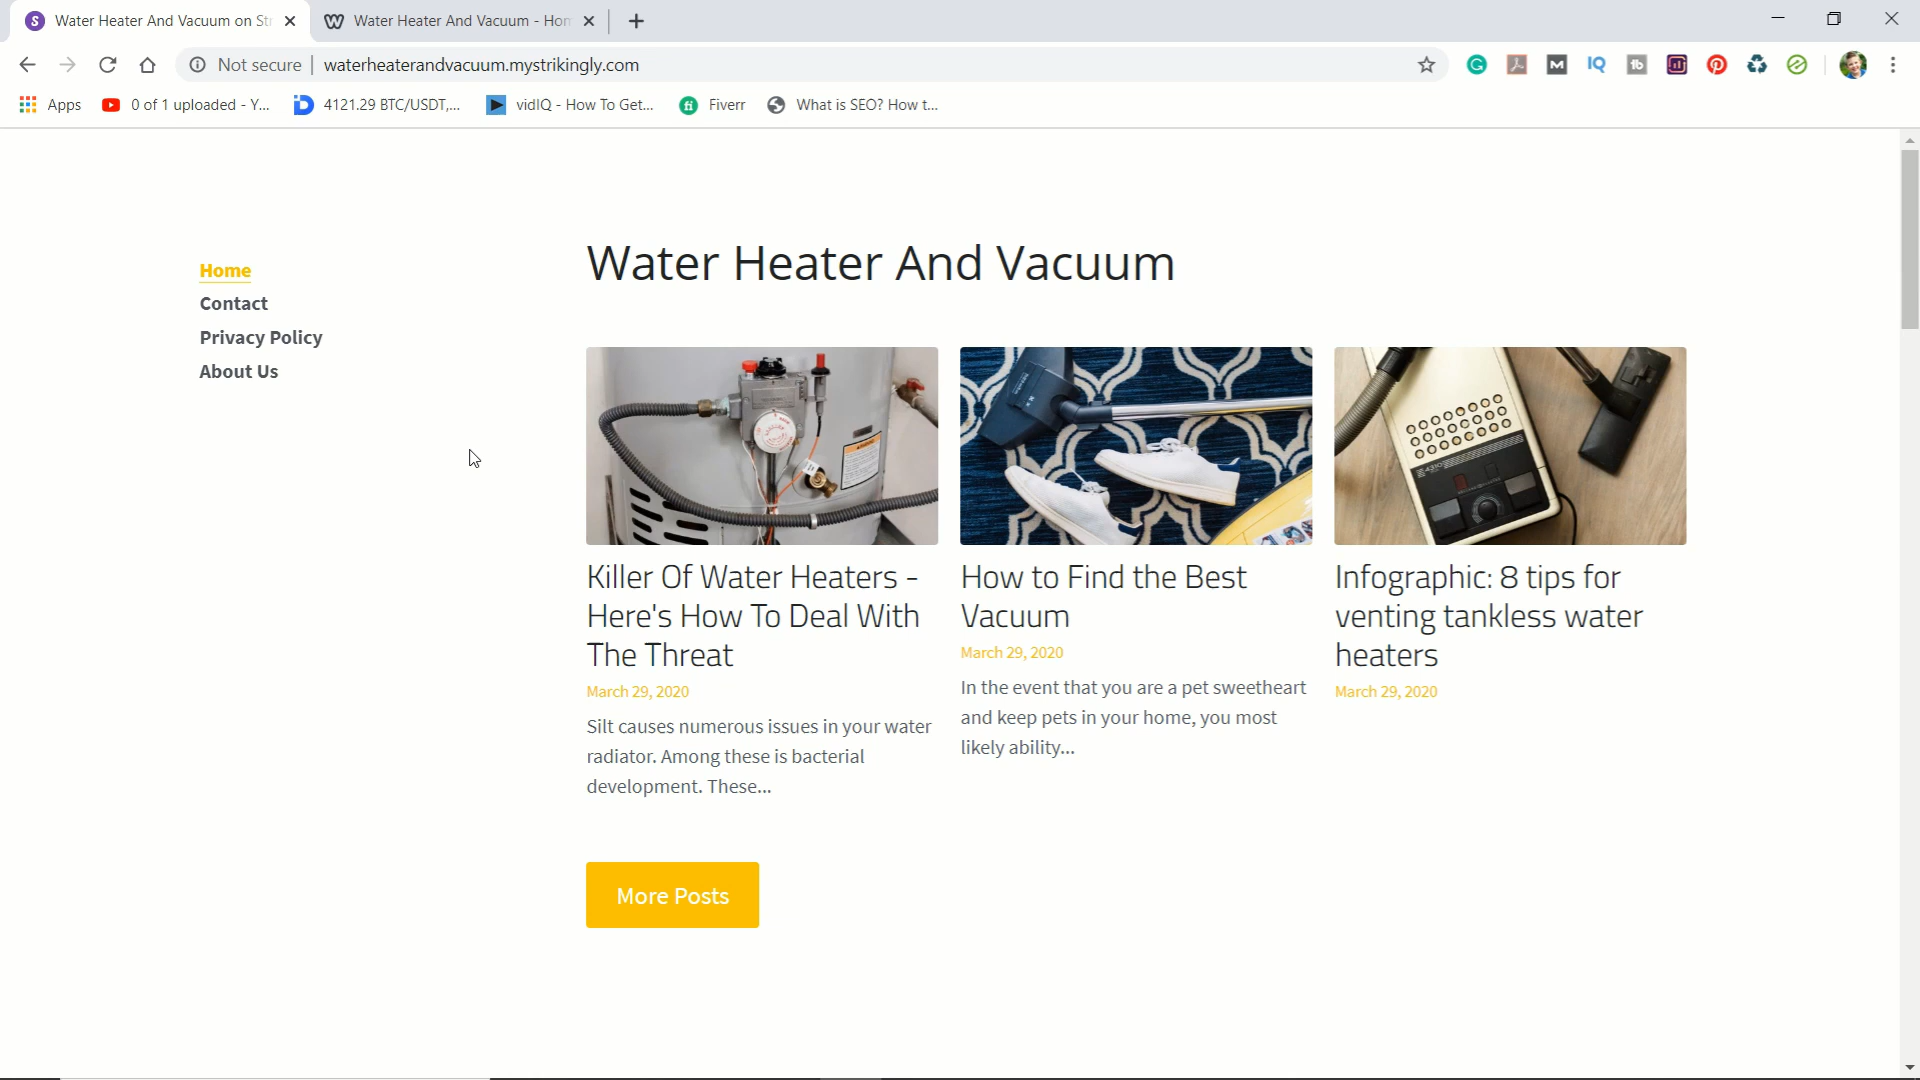 Water Heater And Vacuum on St
Water Heater And Vacuum - Hom
Not secure
waterheaterandvacuum.mystrikingly.com
Apps
0 of 1 uploaded - Y...
4121.29 BTC/USDT,...
vidIQ - How To Get...
Fiverr
What is SEO? How t...
Home
Contact
Privacy Policy
About Us
Water Heater And Vacuum
Killer Of Water Heaters -
Here's How To Deal With
The Threat
March 29, 2020
Silt causes numerous issues in your water
radiator. Among these is bacterial
development. These...
How to Find the Best
Vacuum
March 29, 2020
In the event that you are a pet sweetheart
and keep pets in your home, you most
likely ability...
Infographic: 8 tips for
venting tankless water
heaters
March 29, 2020
More Posts